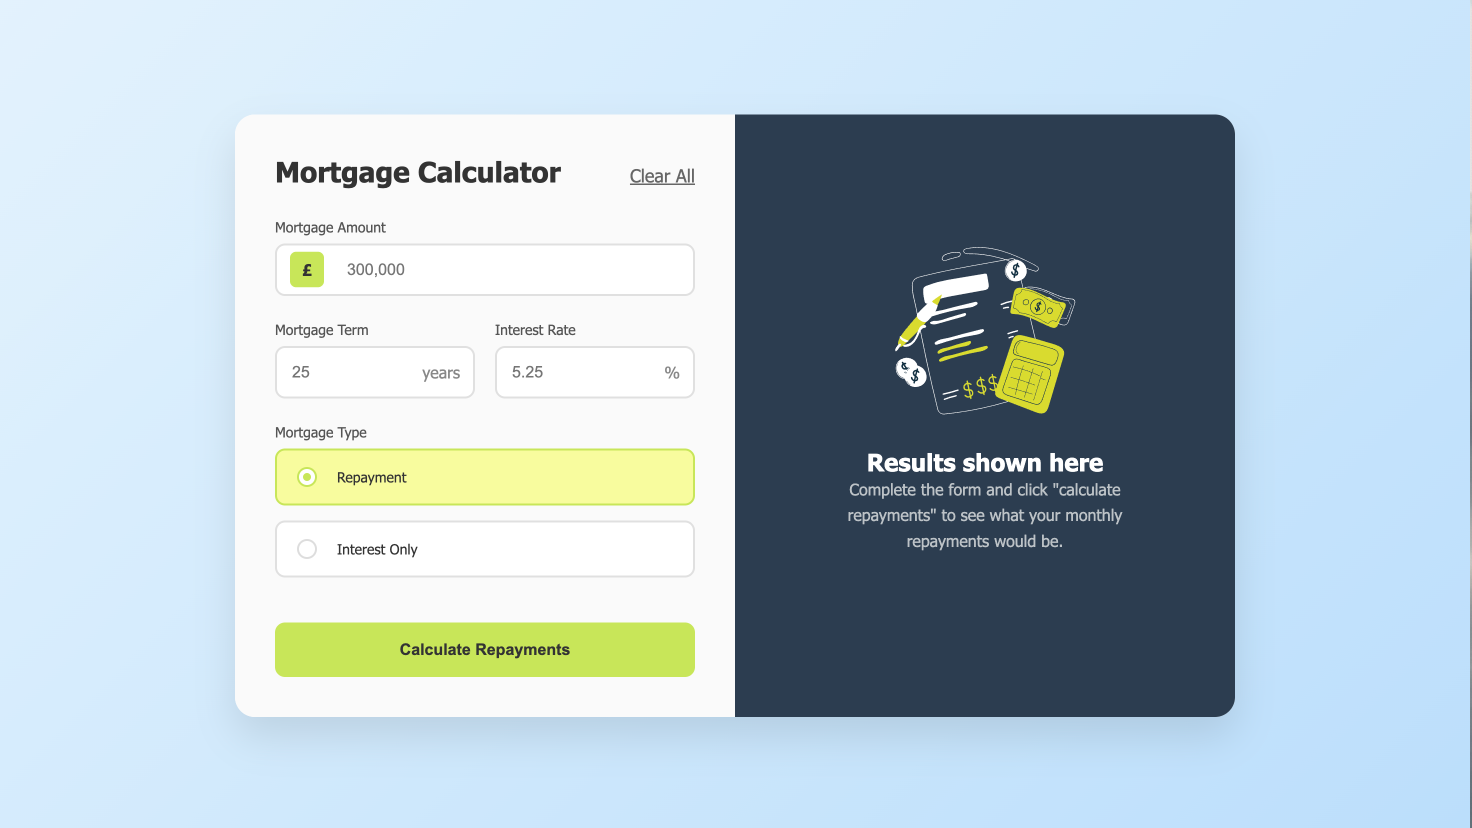 Mortgage Calculator
Clear All
Mortgage Amount
£ 300,000
Mortgage Term
Interest Rate
25 years
5.25 %
Mortgage Type
Repayment
Interest Only
Calculate Repayments
$
$
$
$
$$$
Results shown here
Complete the form and click "calculate
repayments" to see what your monthly
repayments would be.